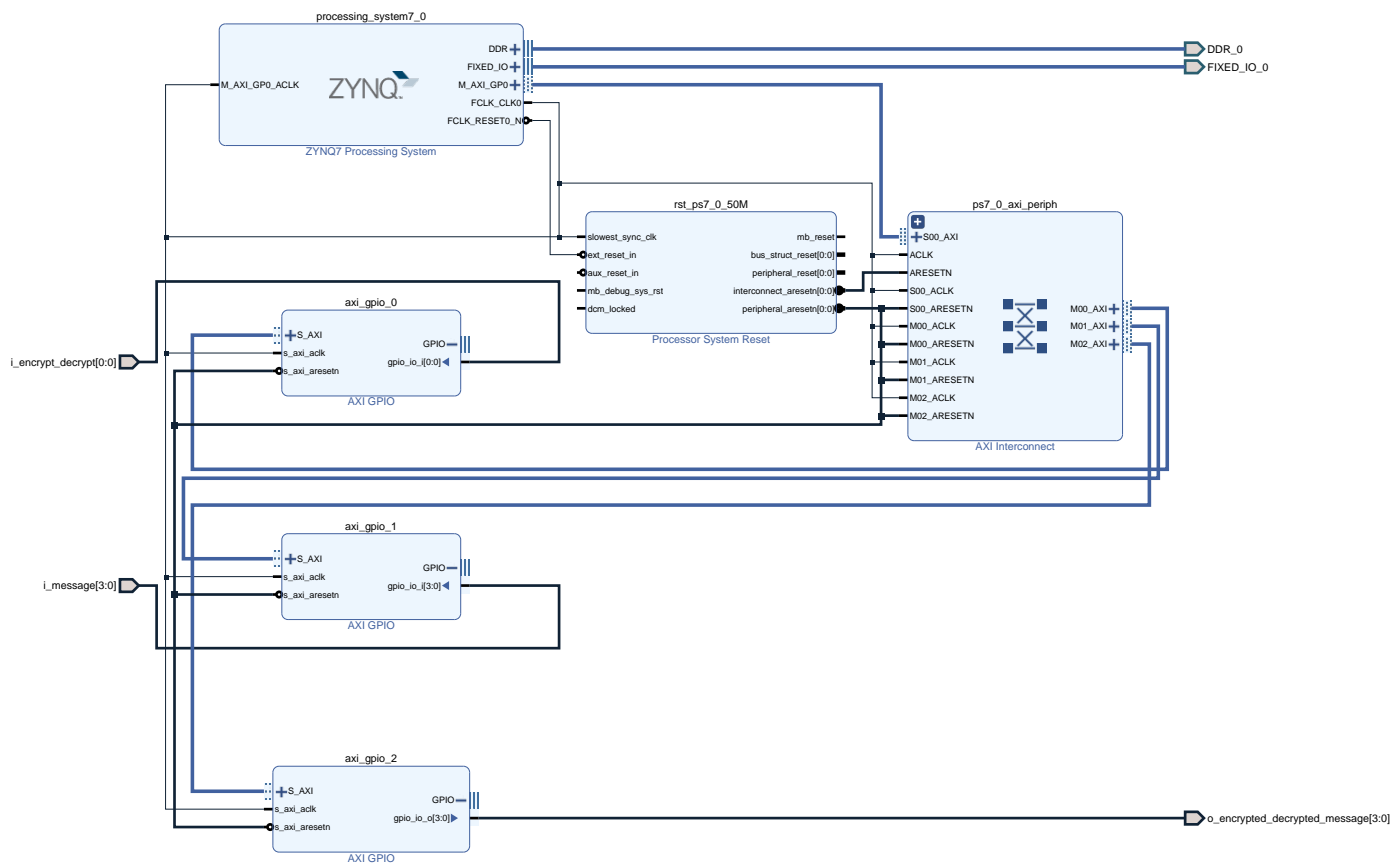 processing_system7_0
DDR
FIXED_IO
M_AXI_GP0_ACLK
ZYNQ
M_AXI_GP0
FCLK_CLK0
FCLK_RESET0_N
ZYNQ7 Processing System
DDR_0
FIXED_IO_0
rst_ps7_0_50M
slowest_sync_clk
mb_reset
ext_reset_in
bus_struct_reset[0:0]
aux_reset_in
peripheral_reset[0:0]
mb_debug_sys_rst
interconnect_aresetn[0:0]
dcm_locked
peripheral_aresetn[0:0]
Processor System Reset
ps7_0_axi_periph
S00_AXI
ACLK
ARESETN
S00_ACLK
S00_ARESETN
M00_AXI
M00_ACLK
M01_AXI
M00_ARESETN
M02_AXI
M01_ACLK
M01_ARESETN
M02_ACLK
M02_ARESETN
AXI Interconnect
axi_gpio_0
S_AXI
GPIO
s_axi_aclk
gpio_io_i[0:0]
s_axi_aresetn
AXI GPIO
i_encrypt_decrypt[0:0]
axi_gpio_1
S_AXI
GPIO
s_axi_aclk
gpio_io_i[3:0]
s_axi_aresetn
AXI GPIO
i_message[3:0]
axi_gpio_2
S_AXI
GPIO
s_axi_aclk
gpio_io_o[3:0]
s_axi_aresetn
AXI GPIO
o_encrypted_decrypted_message[3:0]